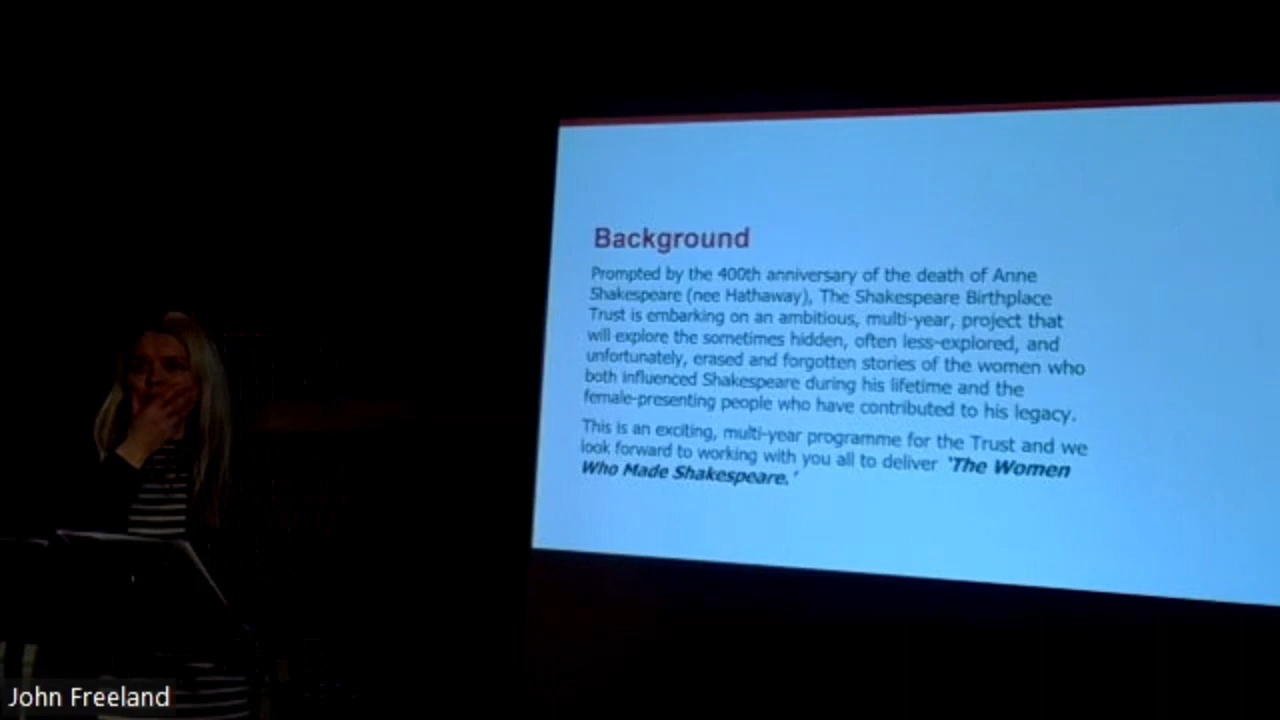 Background
Prompted by the 400th anniversary of the death of Anne
Shakespeare (nee Hathaway), The Shakespeare Birthplace
Trust is embarking on an ambitious, multi-year, project that
will explore the sometimes hidden, often less-explored, and
unfortunately, erased and forgotten stories of the women who
both influenced Shakespeare during his lifetime and the
female-presenting people who have contributed to his legacy.
This is an exciting, multi-year programme for the Trust and we
look forward to working with you all to deliver 'The Women
Who Made Shakespeare.'
John Freeland